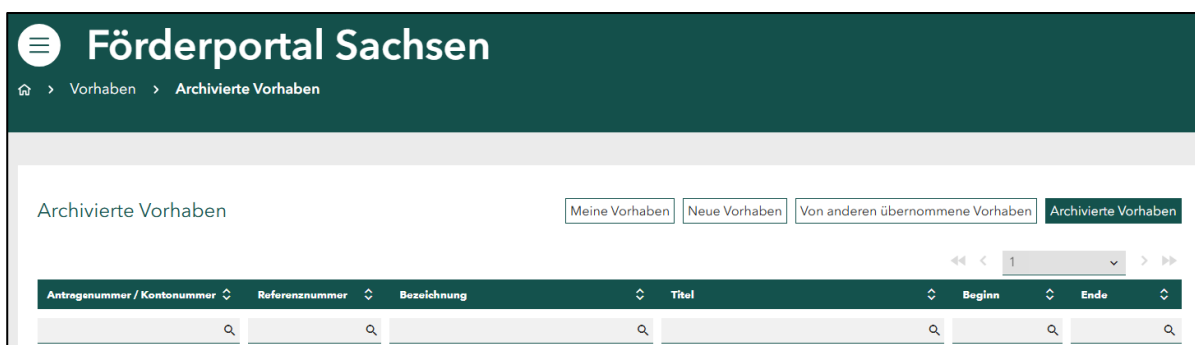 Förderportal Sachsen
Vorhaben > Archivierte Vorhaben
Archivierte Vorhaben
Meine Vorhaben Neue Vorhaben Von anderen übernommene Vorhaben Archivierte Vorhaben
1
Antragsnummer / Kontonummer Referenznummer Bezeichnung Titel Beginn Ende